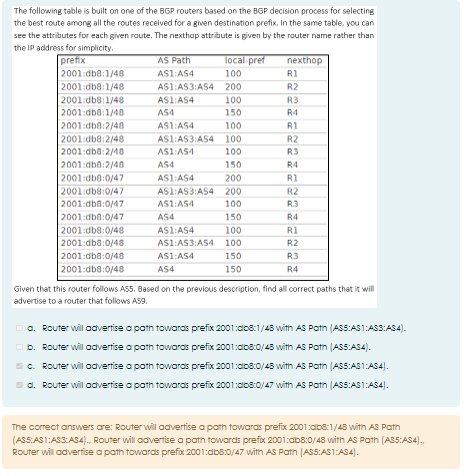 The following table is built on one of the BGP routers based on the BGP decision process for selecting
the best route among all the routes received for a given destination prefix. In the same table, you can
see the attributes for each given route. The nexthop attribute is given by the router name rather than
the IP address for simplicity.
prefix AS Path local-pref nexthop
2001:db8:1/48 AS1:AS4 100 R1
2001:db8:1/48 AS1:AS3:AS4 200 R2
2001:db8:1/48 AS1:AS4 100 R3
2001:db8:1/48 AS4 150 R4
2001:db8:2/48 AS1:AS4 100 R1
2001:db8:2/48 AS1:AS3:AS4 100 R2
2001:db8:2/48 AS1:AS4 100 R3
2001:db8:2/48 AS4 150 R4
2001:db8:0/47 AS1:AS4 200 R1
2001:db8:0/47 AS1:AS3:AS4 200 R2
2001:db8:0/47 AS1:AS4 100 R3
2001:db8:0/47 AS4 150 R4
2001:db8:0/48 AS1:AS4 100 R1
2001:db8:0/48 AS1:AS3:AS4 100 R2
2001:db8:0/48 AS1:AS4 150 R3
2001:db8:0/48 AS4 150 R4
Given that this router follows AS5. Based on the previous description, find all correct paths that it will
advertise to a router that follows AS9.
a. Router will advertise a path towards prefix 2001:db8:1/48 with AS Path (AS5:AS1:AS3:AS4).
b. Router will advertise a path towards prefix 2001:db8:0/48 with AS Path (AS5:AS4).
c. Router will advertise a path towards prefix 2001:db8:0/48 with AS Path (AS5:AS1:AS4).
d. Router will advertise a path towards prefix 2001:db8:0/47 with AS Path (AS5:AS1:AS4).
The correct answers are: Router will advertise a path towards prefix 2001:db8:1/48 with AS Path
(AS5:AS1:AS3:AS4)., Router will advertise a path towards prefix 2001:db8:0/48 with AS Path (AS5:AS4).,
Router will advertise a path towards prefix 2001:db8:0/47 with AS Path (AS5:AS1:AS4).